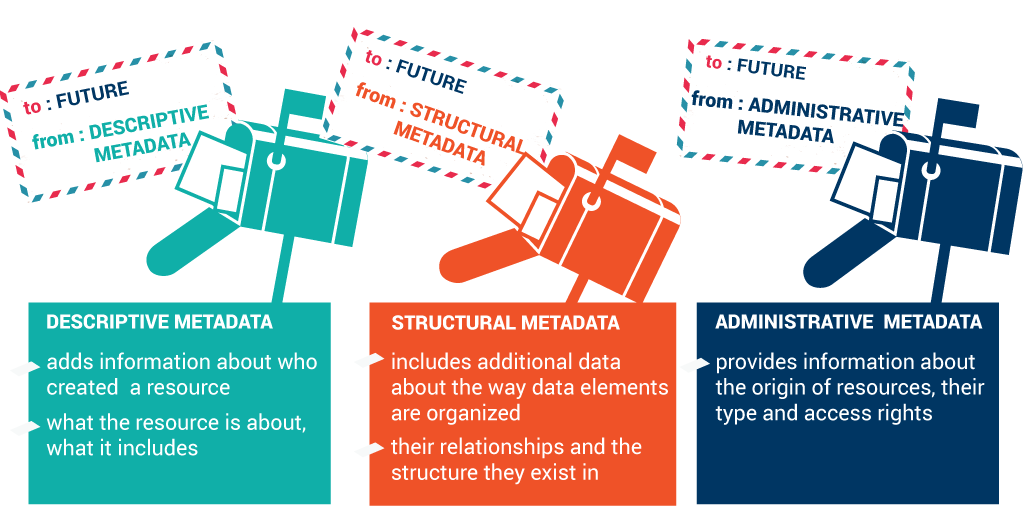 to : FUTURE
from : DESCRIPTIVE
METADATA
to : FUTURE
from : STRUCTURAL
METADATA
to : FUTURE
from : ADMINISTRATIVE
METADATA
DESCRIPTIVE METADATA
adds information about who
created a resource
what the resource is about,
what it includes
STRUCTURAL METADATA
includes additional data
about the way data elements
are organized
their relationships and the
structure they exist in
ADMINISTRATIVE METADATA
provides information about
the origin of resources, their
type and access rights